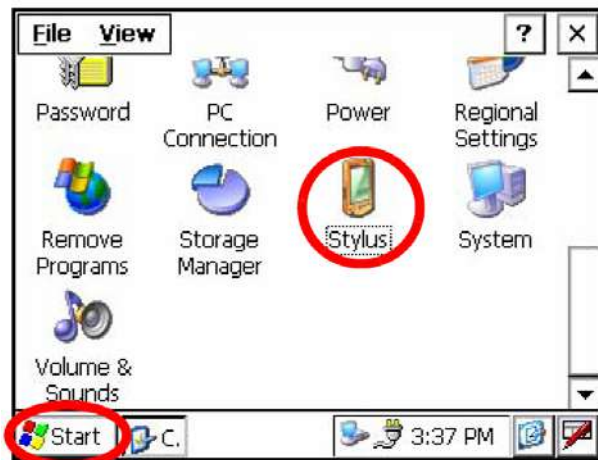 File View ? ×
Password PC Connection Power Regional Settings
Remove Programs Storage Manager Stylus System
Volume & Sounds
Start C. 3:37 PM